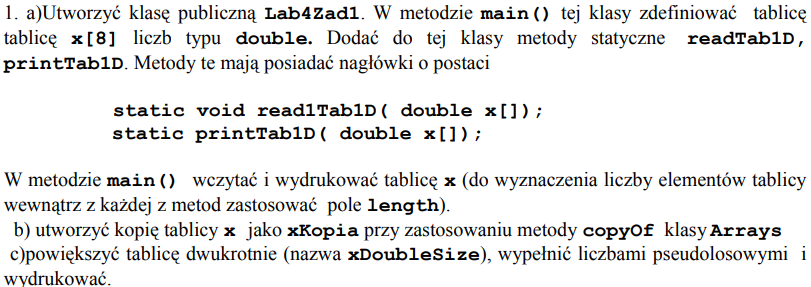 1. a)Utworzyć klasę publiczną Lab4Zad1. W metodzie main() tej klasy zdefiniować tablicę
tablicę x[8] liczb typu double. Dodać do tej klasy metody statyczne readTab1D,
printTab1D. Metody te mają posiadać nagłówki o postaci
static void read1Tab1D( double x[]);
static printTab1D( double x[]);
W metodzie main() wczytać i wydrukować tablicę x (do wyznaczenia liczby elementów tablicy
wewnątrz z każdej z metod zastosować pole length).
b) utworzyć kopię tablicy x jako xKopia przy zastosowaniu metody copyOf klasy Arrays
c)powiększyć tablicę dwukrotnie (nazwa xDoubleSize), wypełnić liczbami pseudolosowymi i
wydrukować.